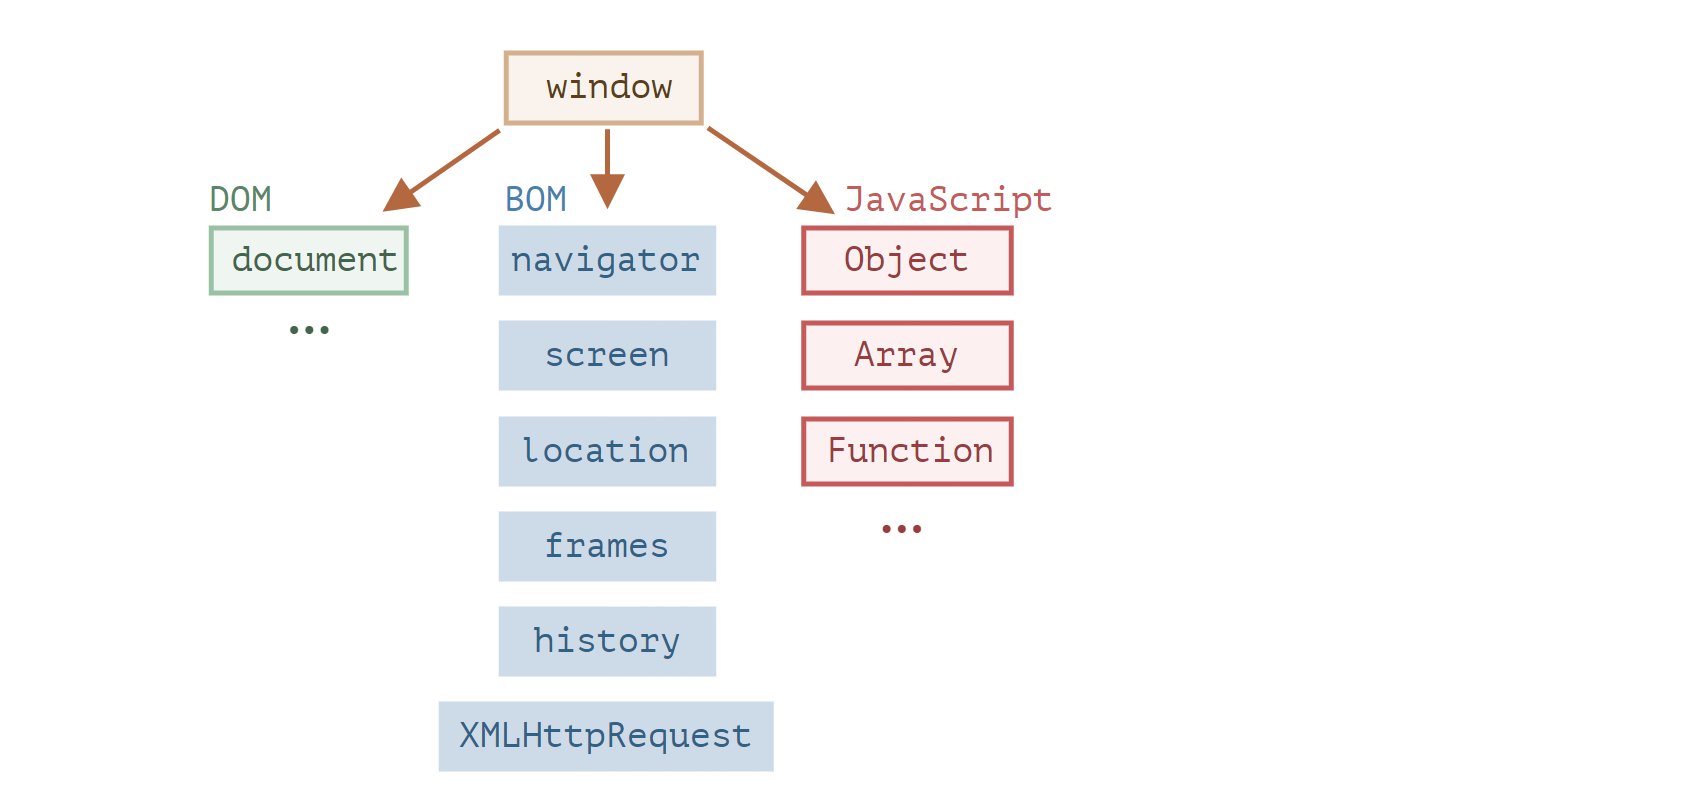 window
DOM
BOM
JavaScript
document
navigator
Object
...
screen
Array
location
Function
...
frames
history
XMLHttpRequest